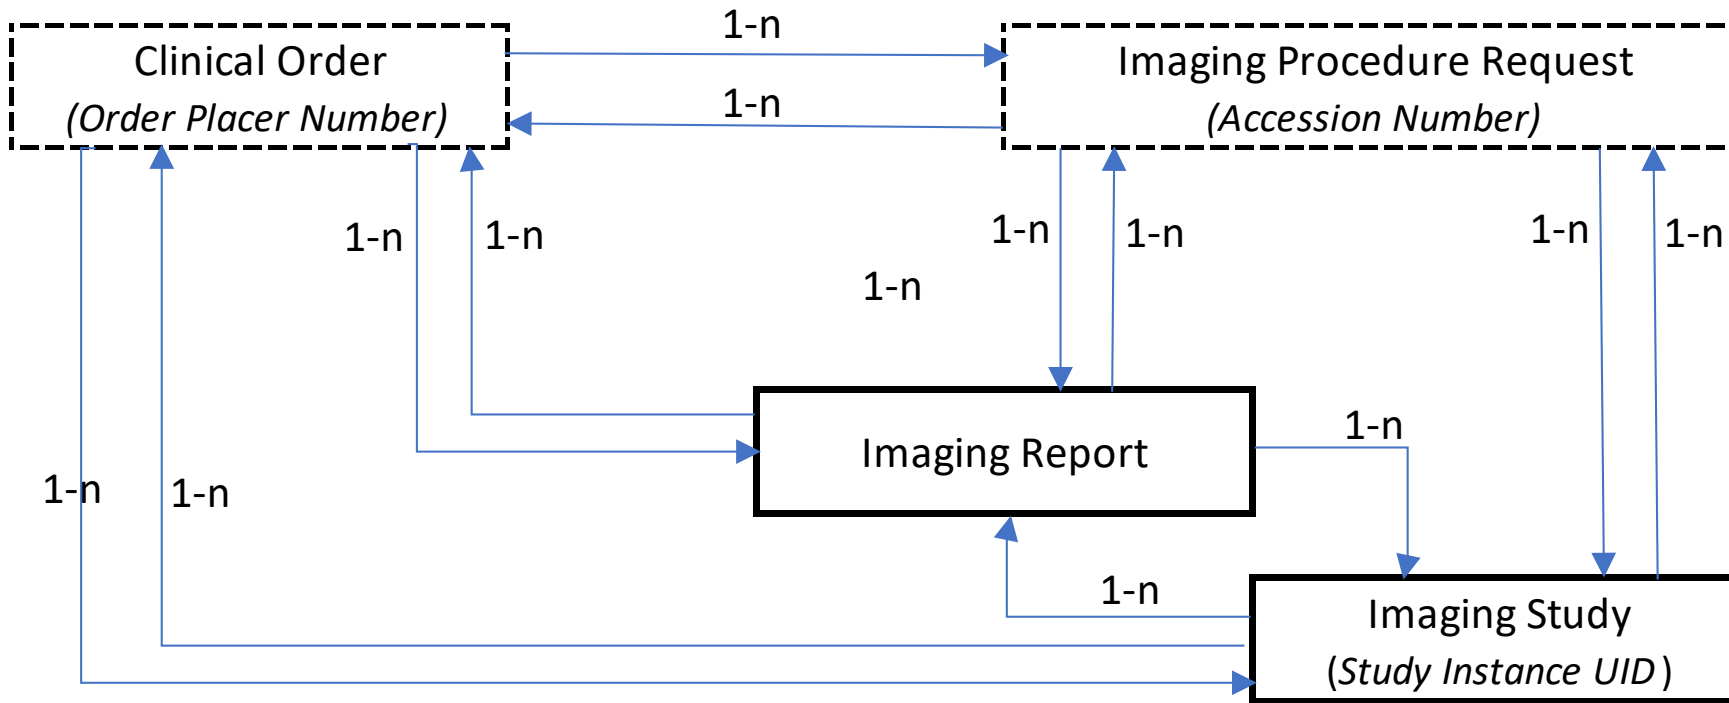 1-n
Clinical Order
(Order Placer Number)
Imaging Procedure Request
(Accession Number)
1-n
1-n
1-n
1-n
1-n
1-n
1-n
1-n
1-n
Imaging Report
1-n
1-n
1-n
Imaging Study
(Study Instance UID)